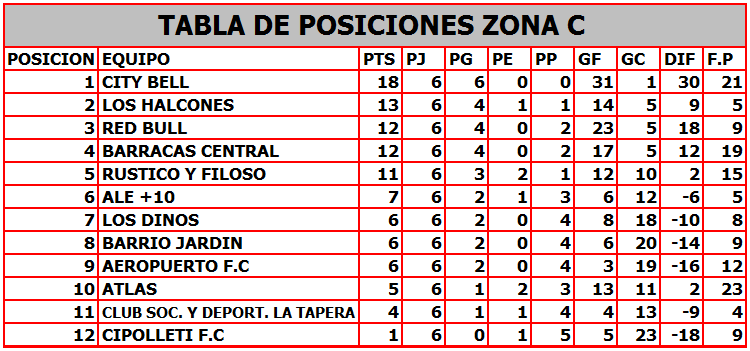 TABLA DE POSICIONES ZONA C
POSICION EQUIPO PTS PJ PG PE PP GF GC DIF F.P
1 CITY BELL 18 6 6 0 0 31 1 30 21
2 LOS HALCONES 13 6 4 1 1 14 5 9 5
3 RED BULL 12 6 4 0 2 23 5 18 9
4 BARRACAS CENTRAL 12 6 4 0 2 17 5 12 19
5 RUSTICO Y FILOSO 11 6 3 2 1 12 10 2 15
6 ALE +10 7 6 2 1 3 6 12 -6 5
7 LOS DINOS 6 6 2 0 4 8 18 -10 8
8 BARRIO JARDIN 6 6 2 0 4 6 20 -14 9
9 AEROPUERTO F.C 6 6 2 0 4 3 19 -16 12
10 ATLAS 5 6 1 2 3 13 11 2 23
11 CLUB SOC. Y DEPORT. LA TAPERA 4 6 1 1 4 4 13 -9 4
12 CIPOLLETI F.C 1 6 0 1 5 5 23 -18 9